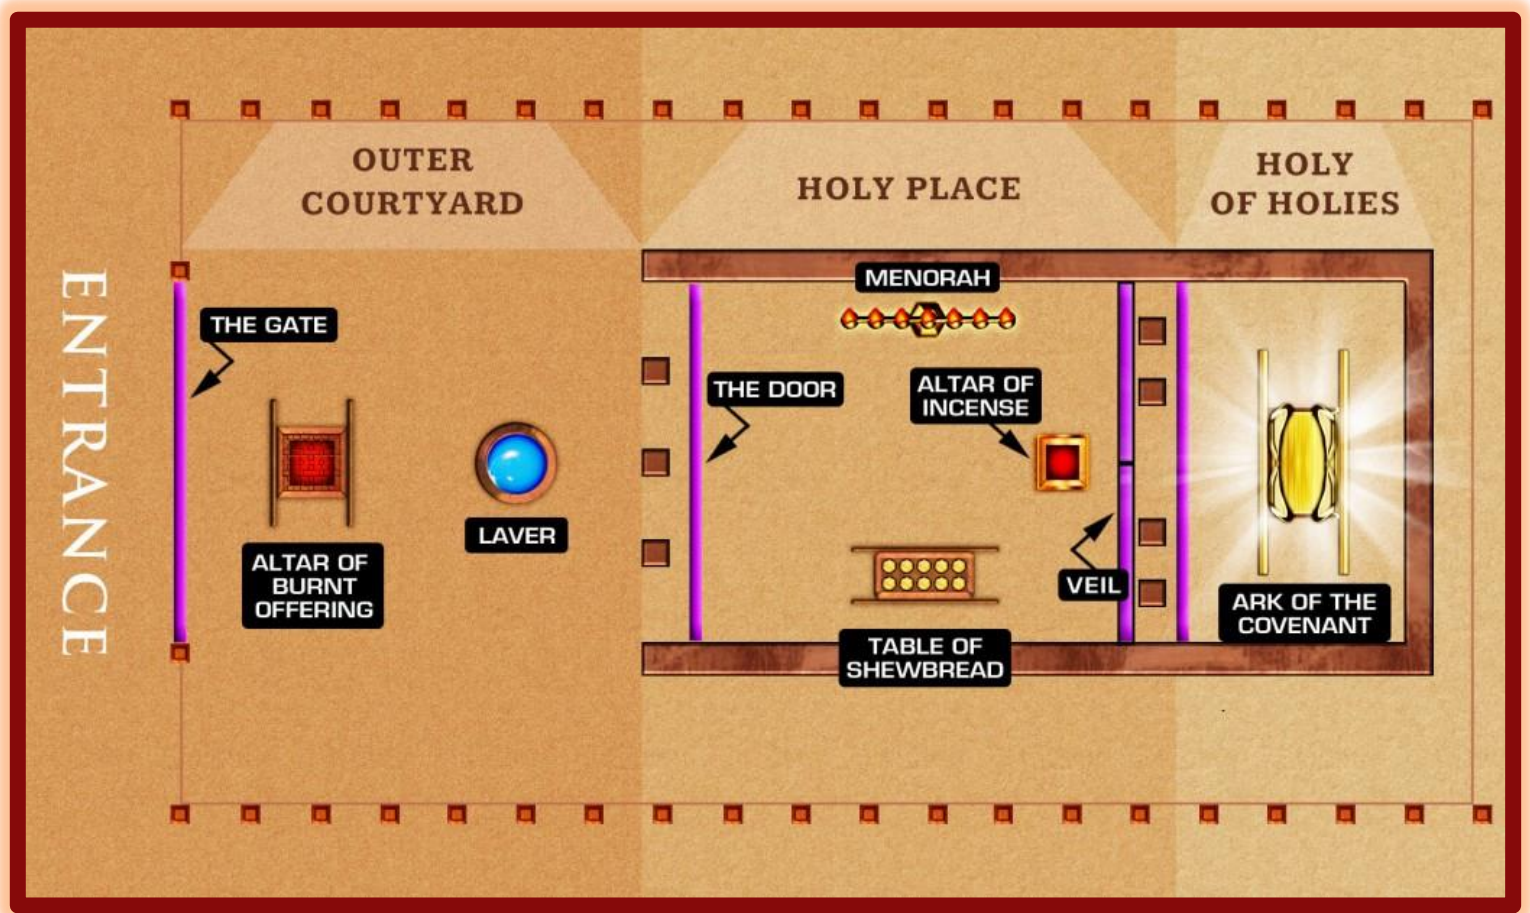 OUTER
COURTYARD
HOLY PLACE
HOLY
OF HOLIES
ENTRANCE
THE GATE
ALTAR OF
BURNT
OFFERING
LAVER
THE DOOR
MENORAH
ALTAR OF
INCENSE
TABLE OF
SHEWBREAD
VEIL
ARK OF THE
COVENANT